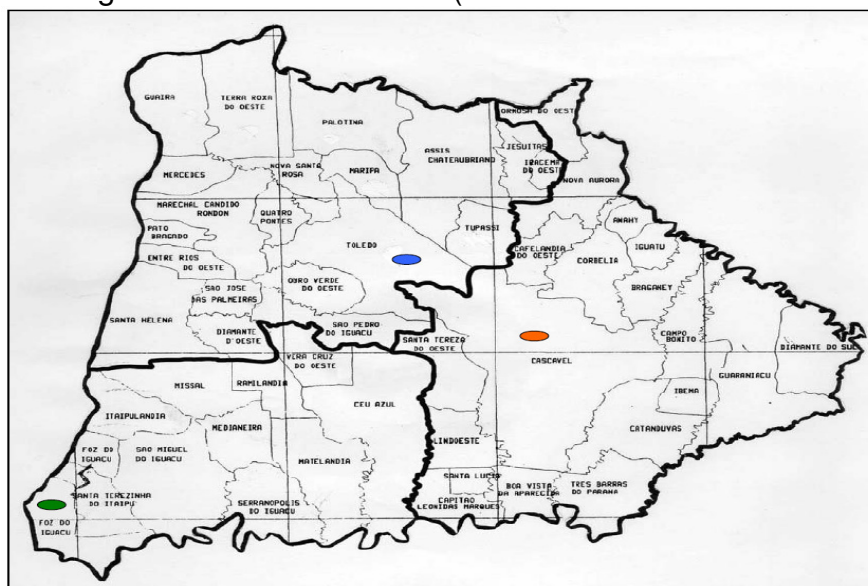 GUAIRA
TERRA ROXA
DO OESTE
PALOTINA
ASSIS
CHATEAUBRIAND
JESUITAS
IRACEMA
DO OESTE
NOVA AURORA
MERCEDES
NOVA SANTA
ROSA
MARIPA
MARECHAL CANDIDO
RONDON
QUATRO
PONTES
PATO
BRAGADO
TOLEDO
TUPASSI
CAFELANDIA
DO OESTE
ANAHY
IGUATU
CORBELIA
ENTRE RIOS
DO OESTE
SAO JOSE
DAS PALMEIRAS
OURO VERDE
DO OESTE
BRAGANEY
SANTA HELENA
DIAMANTE
D'OESTE
SAO PEDRO
DO IGUACU
SANTA TEREZA
DO OESTE
CAMPO
BONITO
DIAMANTE DO SUL
VERA CRUZ
DO OESTE
CASCAVEL
GUARANIACU
MISSAL
RAMILANDIA
CEU AZUL
IBEMA
ITAIPULANDIA
MEDIANEIRA
CATANDUVAS
LINDOESTE
FOZ DO
IGUACU
SAO MIGUEL
DO IGUACU
MATELANDIA
SANTA LUCIA
SANTA TEREZINHA
DO ITAIPU
SERRANOPOLIS
DO IGUACU
CAPITAO
LEONIDAS MARQUES
BOA VISTA
DA APARECIDA
TRES BARRAS
DO PARANA
FOZ DO
IGUACU